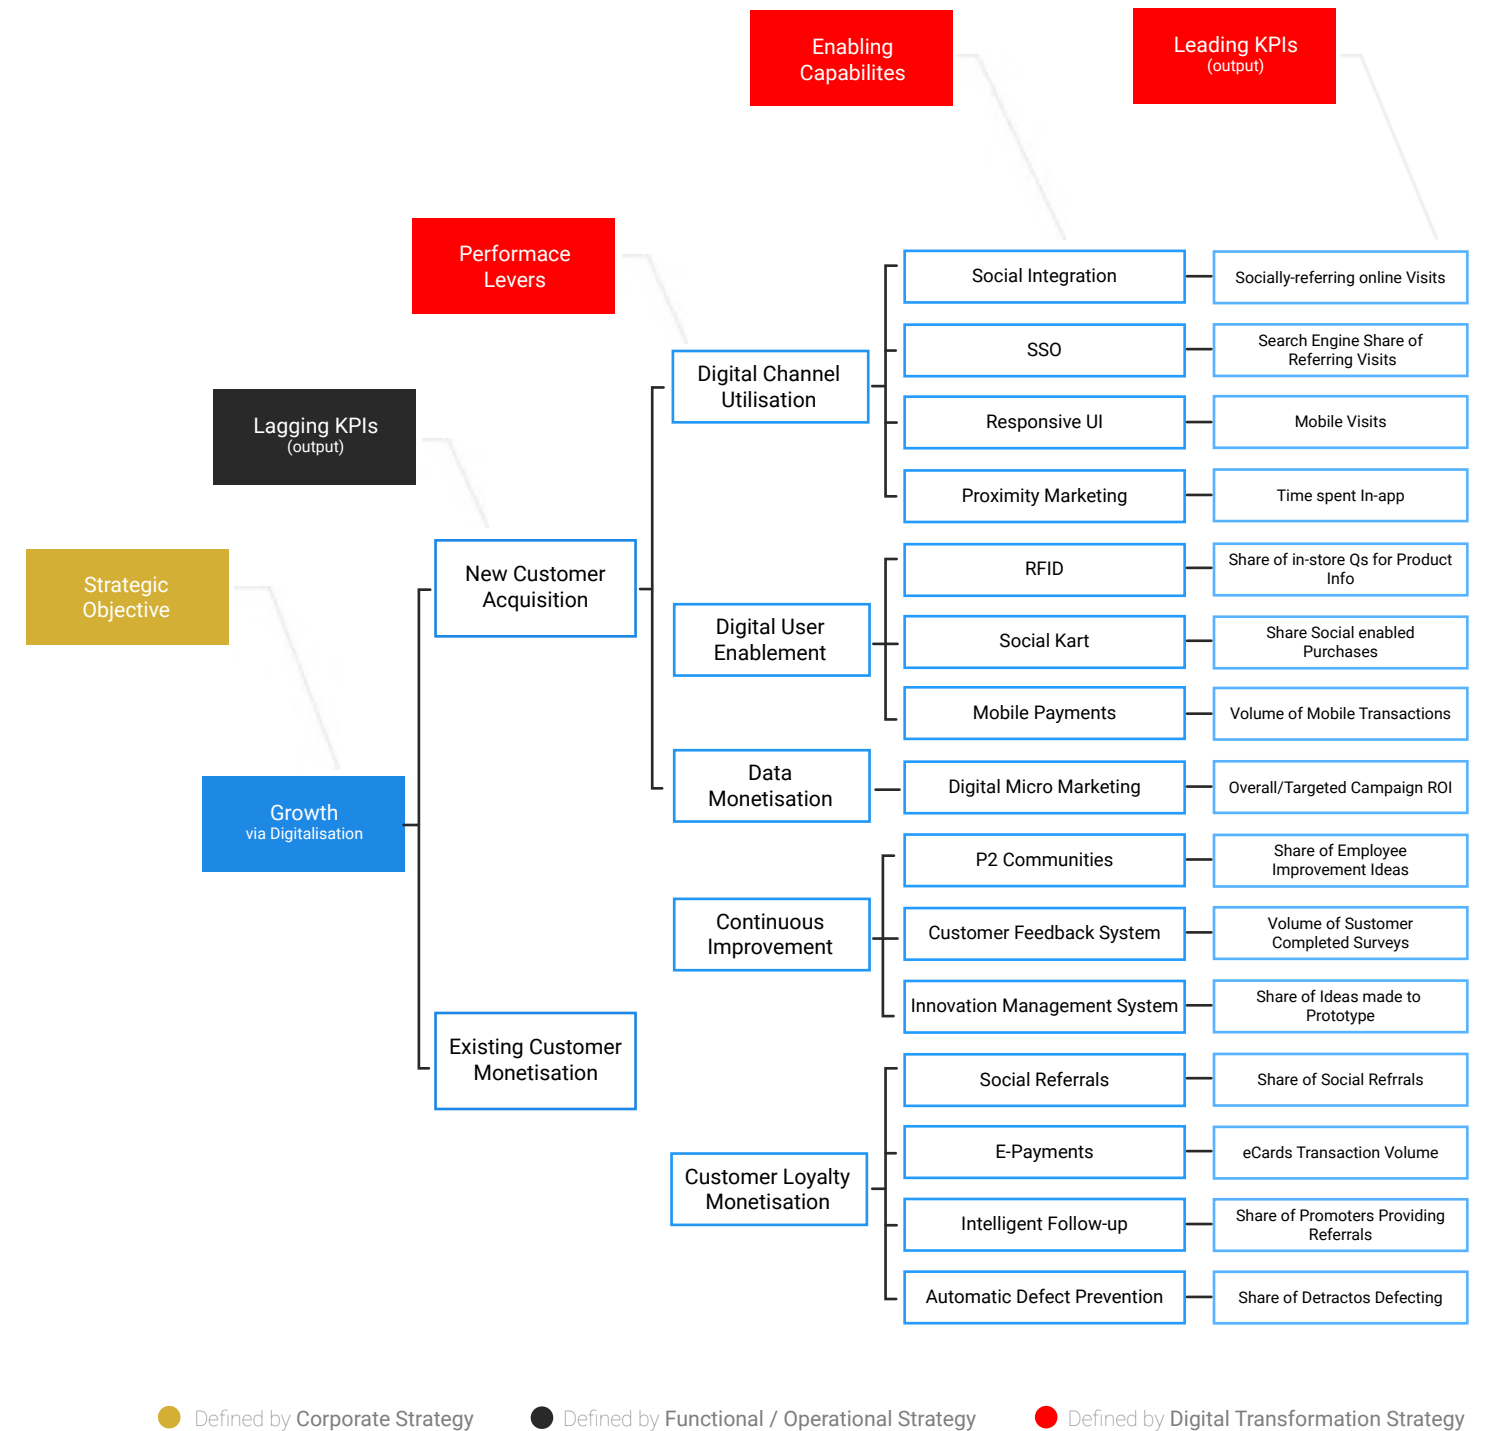 Enabling
Capabilites
Leading KPIs
(output)
Performace
Levers
Lagging KPIs
(output)
Strategic
Objective
Growth
via Digitalisation
New Customer
Acquisition
Existing Customer
Monetisation
Digital Channel
Utilisation
Social Integration
Socially-referring online Visits
SSO
Search Engine Share of
Referring Visits
Responsive UI
Mobile Visits
Proximity Marketing
Time spent In-app
Digital User
Enablement
RFID
Share of in-store Qs for Product
Info
Social Kart
Share Social enabled
Purchases
Mobile Payments
Volume of Mobile Transactions
Data
Monetisation
Digital Micro Marketing
Overall/Targeted Campaign ROI
Continuous
Improvement
P2 Communities
Share of Employee
Improvement Ideas
Customer Feedback System
Volume of Sustomer
Completed Surveys
Innovation Management System
Share of Ideas made to
Prototype
Customer Loyalty
Monetisation
Social Referrals
Share of Social Refrrals
E-Payments
eCards Transaction Volume
Intelligent Follow-up
Share of Promoters Providing
Referrals
Automatic Defect Prevention
Share of Detractos Defecting
Defined by Corporate Strategy
Defined by Functional / Operational Strategy
Defined by Digital Transformation Strategy